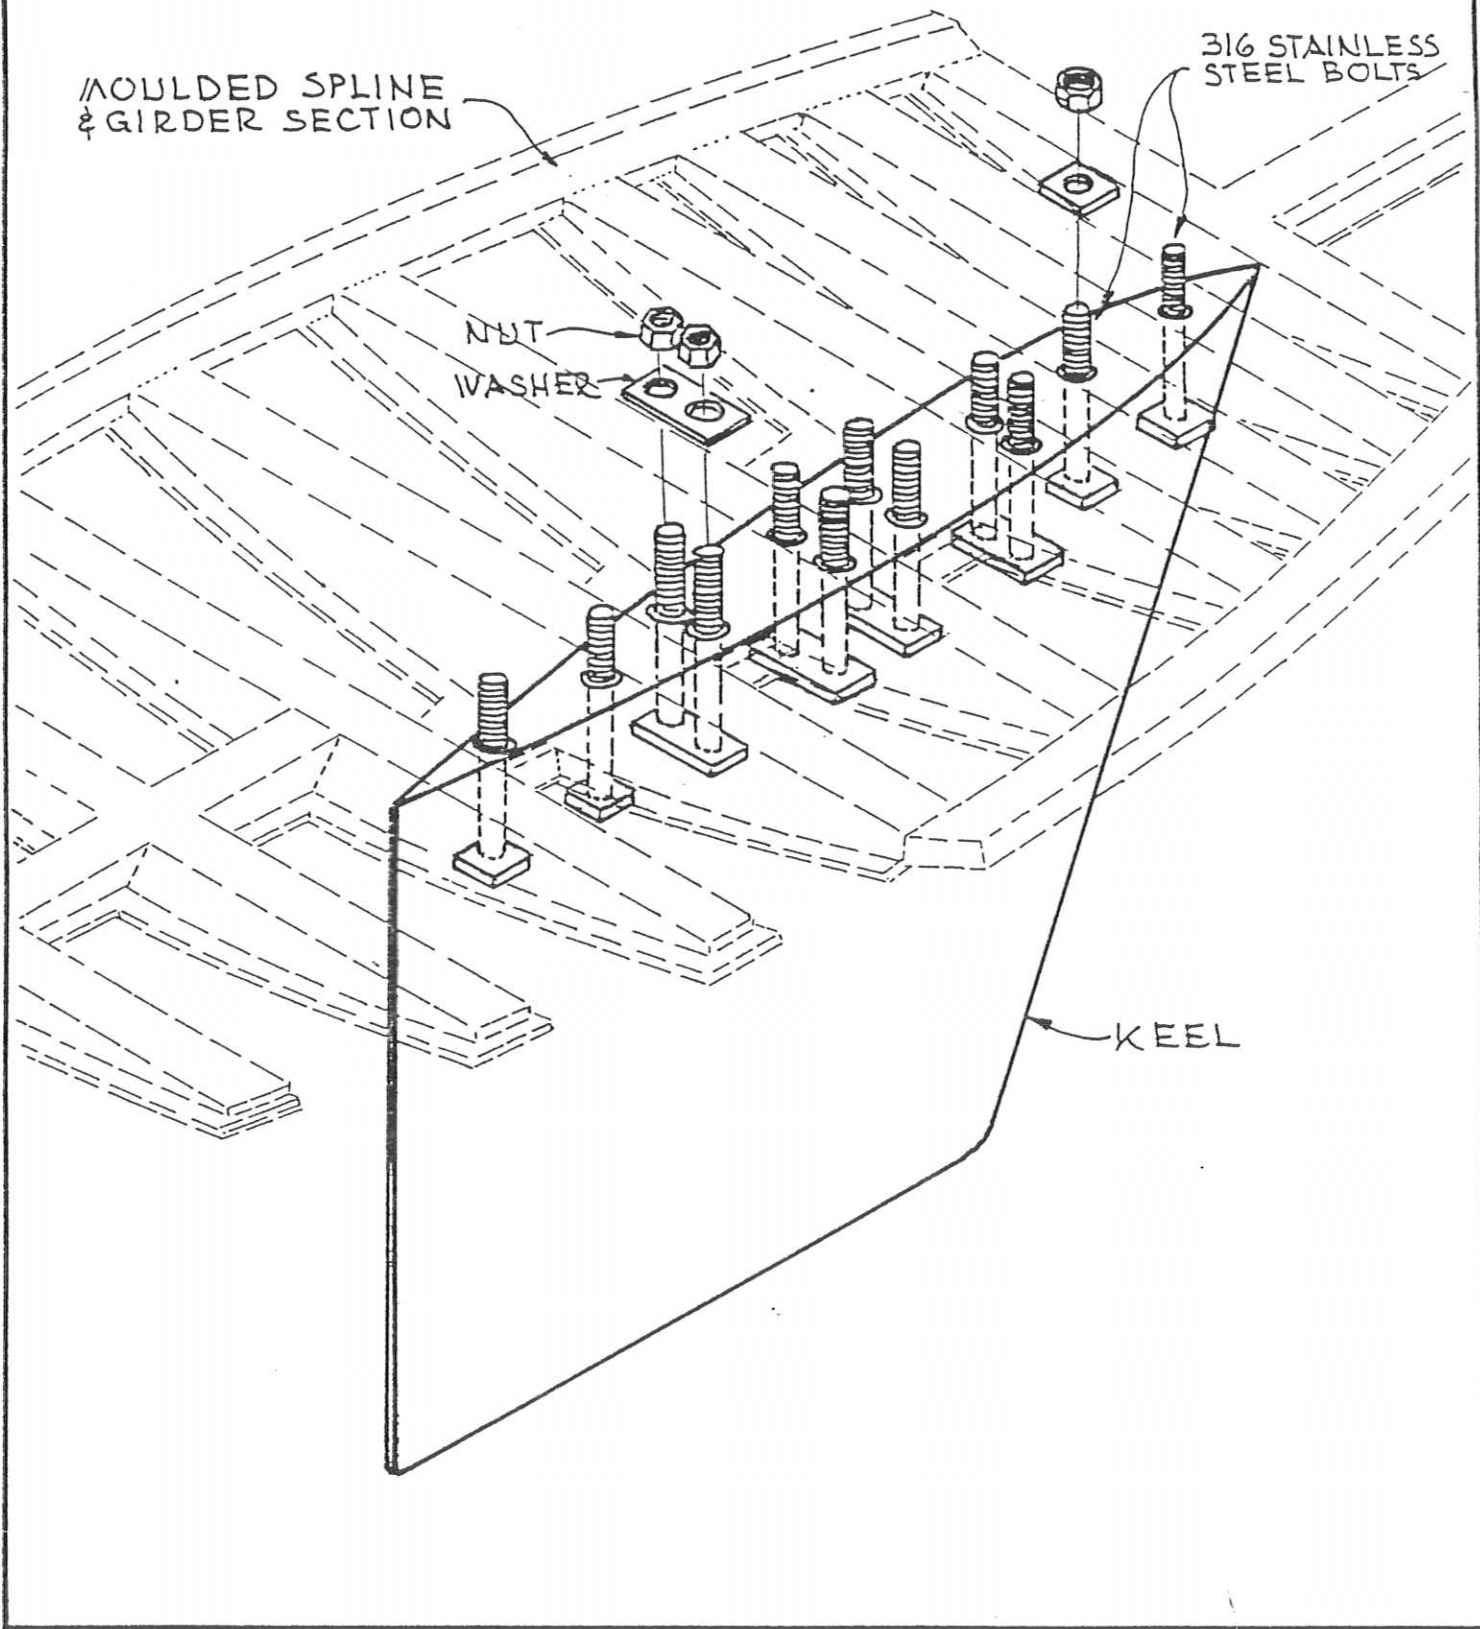 MOULDED SPLINE
& GIRDER SECTION
316 STAINLESS
STEEL BOLTS
NUT
WASHER
KEEL